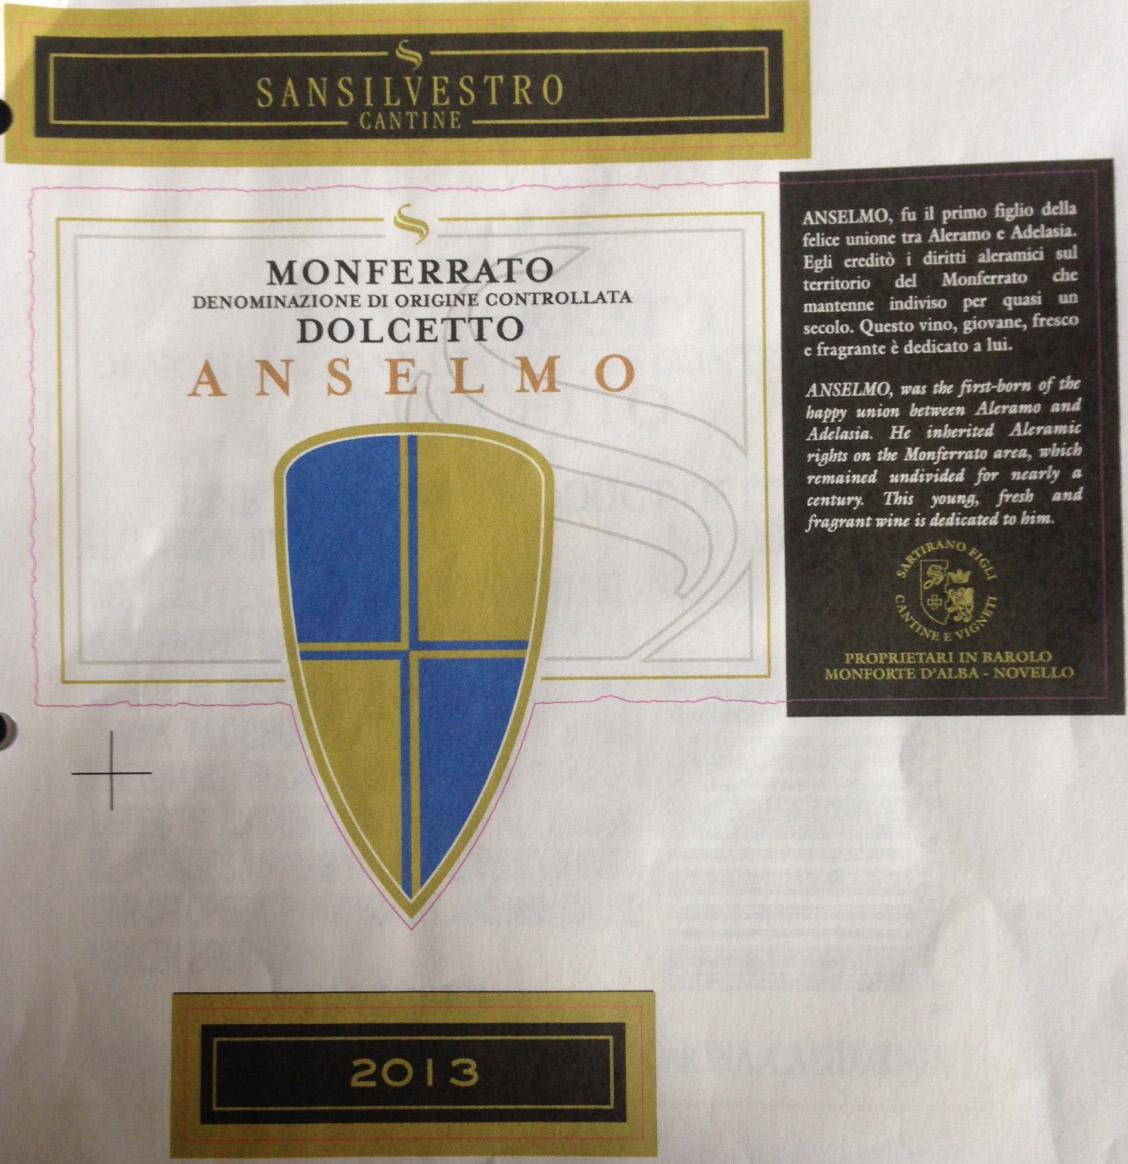 SANSILVESTRO
CANTINE
MONFERRATO
DENOMINAZIONE DI ORIGINE CONTROLLATA
DOLCETTO
ANSELMO
ANSELMO, fu il primo figlio della
felice unione tra Aleramo e Adelasia.
Egli ereditò i diritti aleramici sul
territorio del Monferrato che
mantenne indiviso per quasi un
secolo. Questo vino, giovane, fresco
e fragrante è dedicato a lui.
ANSELMO, was the first-born of the
happy union between Aleramo and
Adelasia. He inherited Aleramic
rights on the Monferrato area, which
remained undivided for nearly a
century. This young, fresh and
fragrant wine is dedicated to him.
SARTIRANO FIGLI
CANTINE E VIGNETI
PROPRIETARI IN BAROLO
MONFORTE D'ALBA - NOVELLO
2013